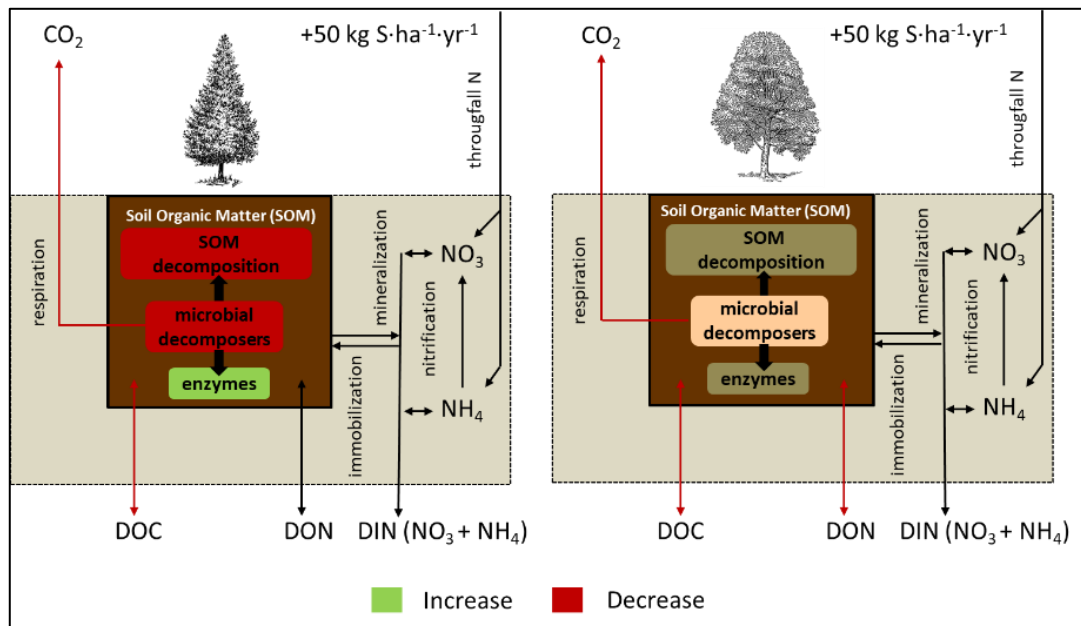 CO₂
+50 kg S·ha⁻¹·yr⁻¹
througfall N
Soil Organic Matter (SOM)
SOM
decomposition
microbial
decomposers
enzymes
respiration
mineralization
immobilization
nitrification
NO₃
NH₄
DOC
DON
DIN (NO₃ + NH₄)
CO₂
+50 kg S·ha⁻¹·yr⁻¹
througfall N
Soil Organic Matter (SOM)
SOM
decomposition
microbial
decomposers
enzymes
respiration
mineralization
immobilization
nitrification
NO₃
NH₄
DOC
DON
DIN (NO₃ + NH₄)
Increase
Decrease